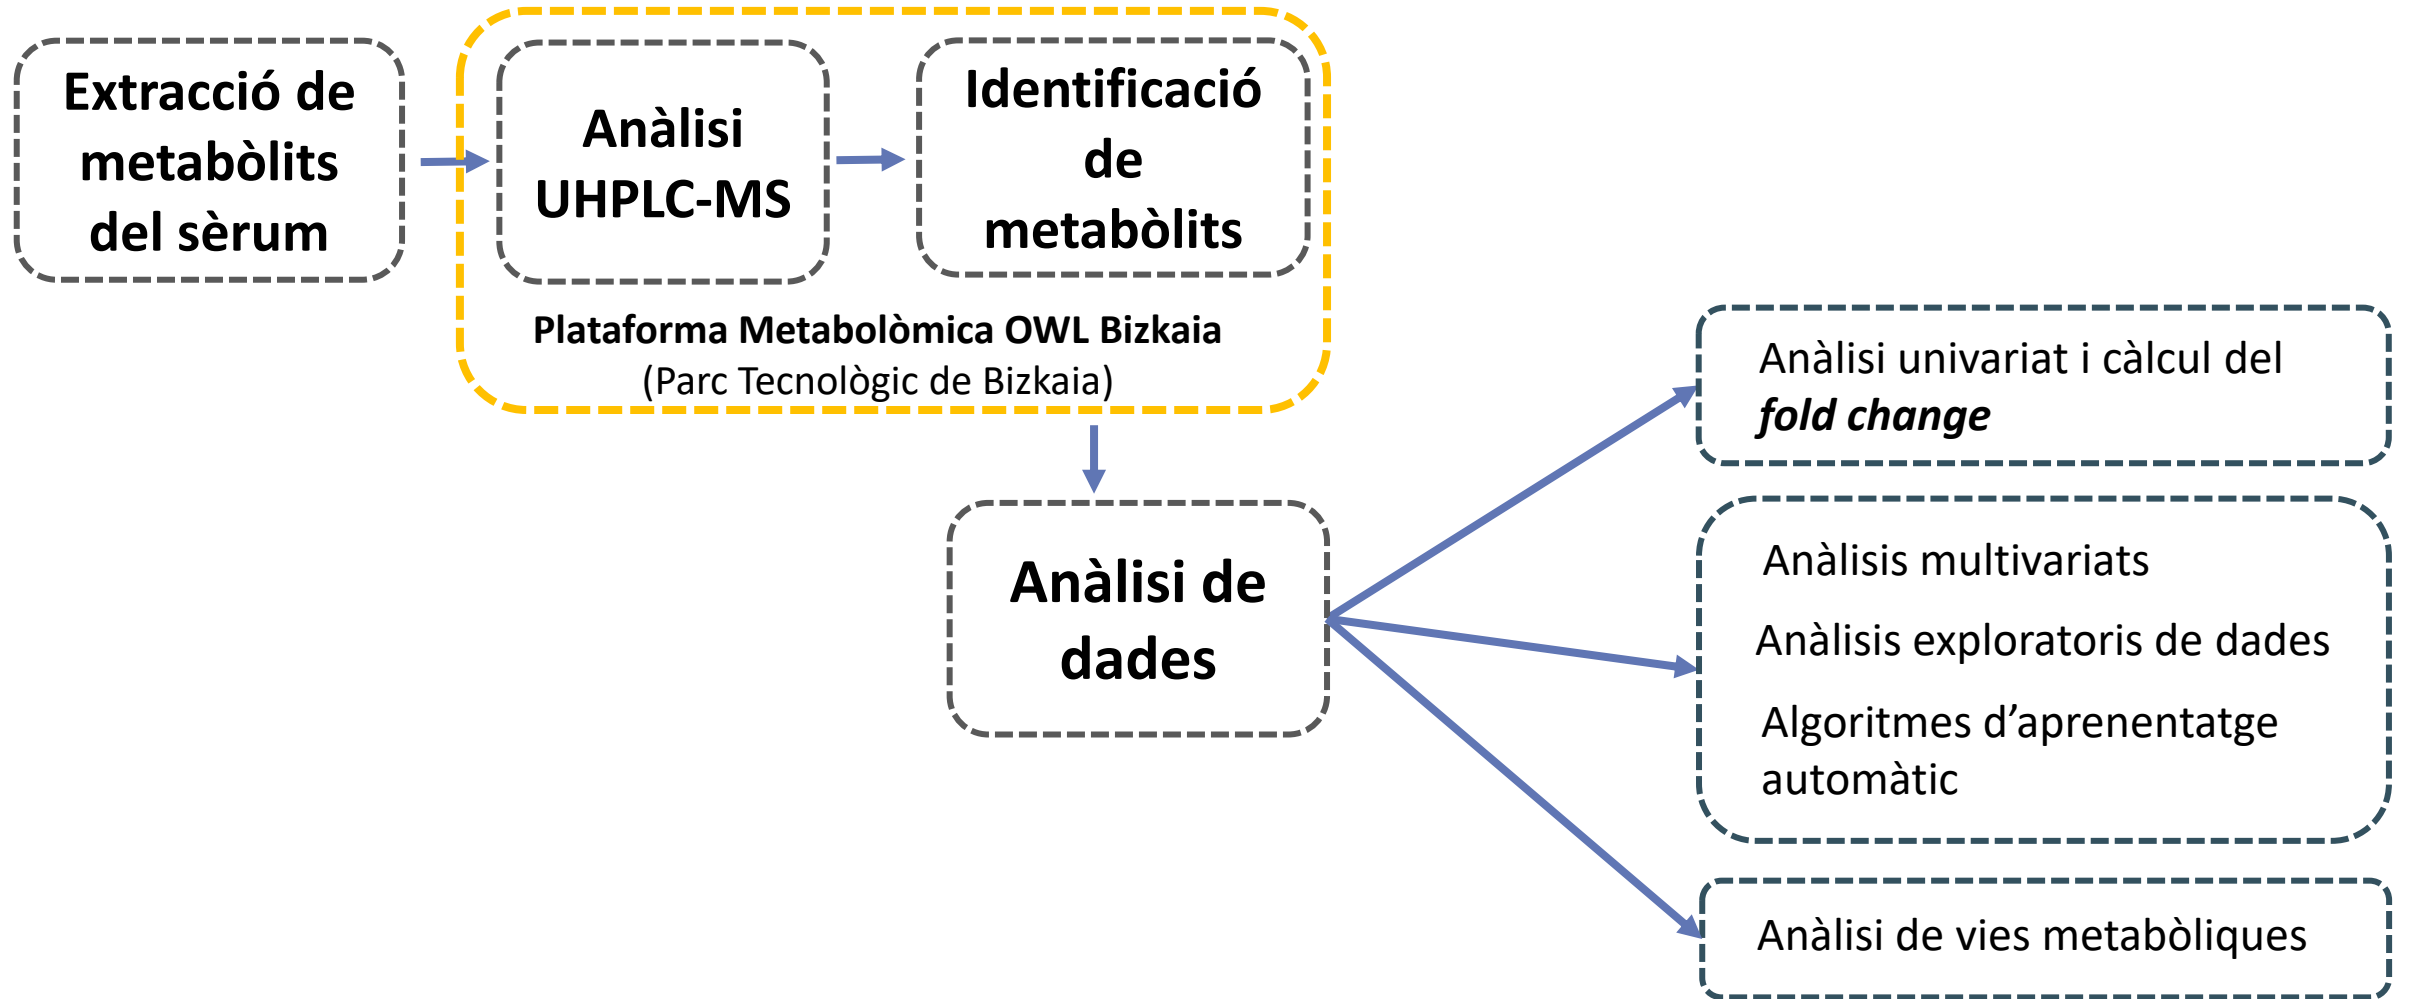 Extracció de
metabòlits
del sèrum
Anàlisi
UHPLC-MS
Identificació
de
metabòlits
Plataforma Metabolòmica OWL Bizkaia
(Parc Tecnològic de Bizkaia)
Anàlisi de
dades
Anàlisi univariat i càlcul del
fold change
Anàlisis multivariats
Anàlisis exploratoris de dades
Algoritmes d’aprenentatge
automàtic
Anàlisi de vies metabòliques